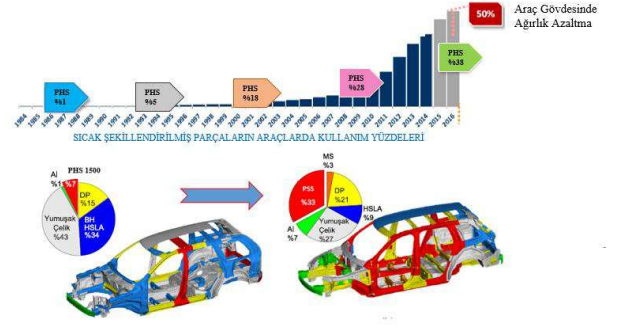 50%
Araç Gövdesinde
Ağırlık Azaltma
PHS
%1
PHS
%5
PHS
%18
PHS
%28
PHS
%38
1984 1985 1986 1987 1988 1989 1990 1991 1992 1993 1994 1995 1996 1997 1998 1999 2000 2001 2002 2003 2004 2005 2006 2007 2008 2009 2010 2011 2012 2013 2014 2015 2016
SICAK ŞEKİLLENDİRİLMİŞ PARÇALARIN ARAÇLARDA KULLANIM YÜZDELERİ
Al
%1
PHS 1500
%7
DP
%15
BH
HSLA
%34
Yumuşak
Çelik
%43
MS
%3
PSS
%33
DP
%21
HSLA
%9
Yumuşak
Çelik
%27
Al
%7